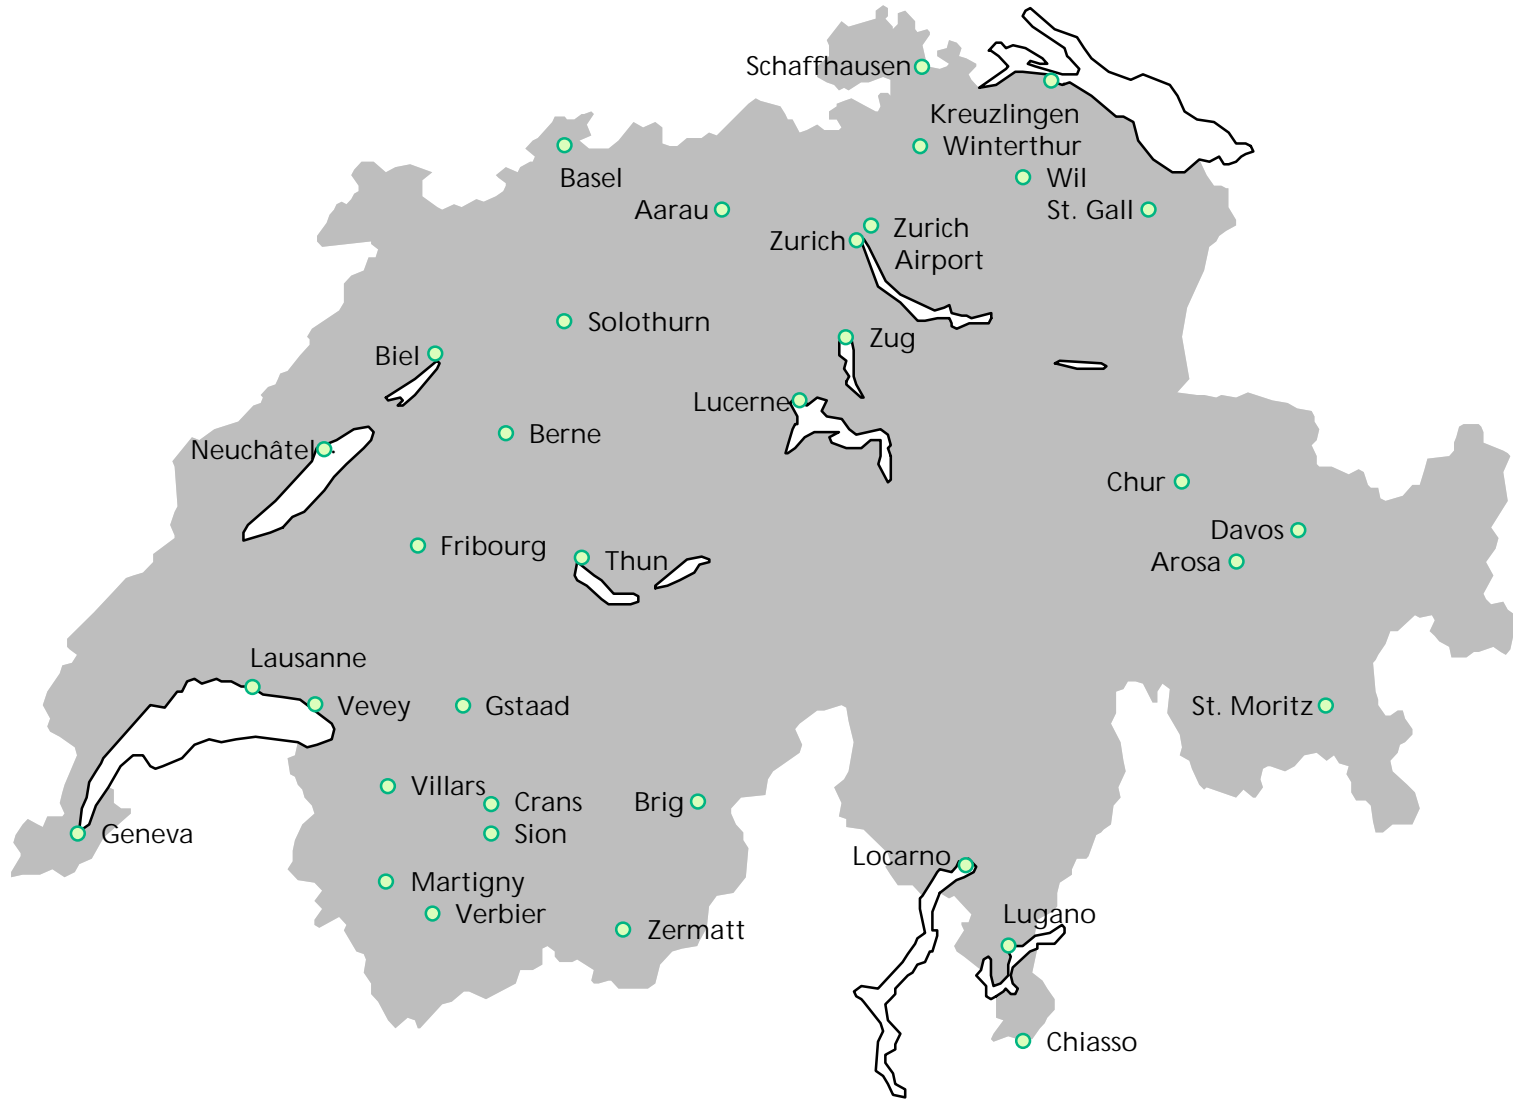 Schaffhausen
Kreuzlingen
Winterthur
Basel
Wil
Aarau
St. Gall
Zurich
Zurich
Airport
Solothurn
Zug
Biel
Lucerne
Berne
Neuchâtel
Chur
Davos
Fribourg
Thun
Arosa
Lausanne
Vevey
Gstaad
St. Moritz
Villars
Crans
Brig
Geneva
Sion
Locarno
Martigny
Verbier
Lugano
Zermatt
Chiasso